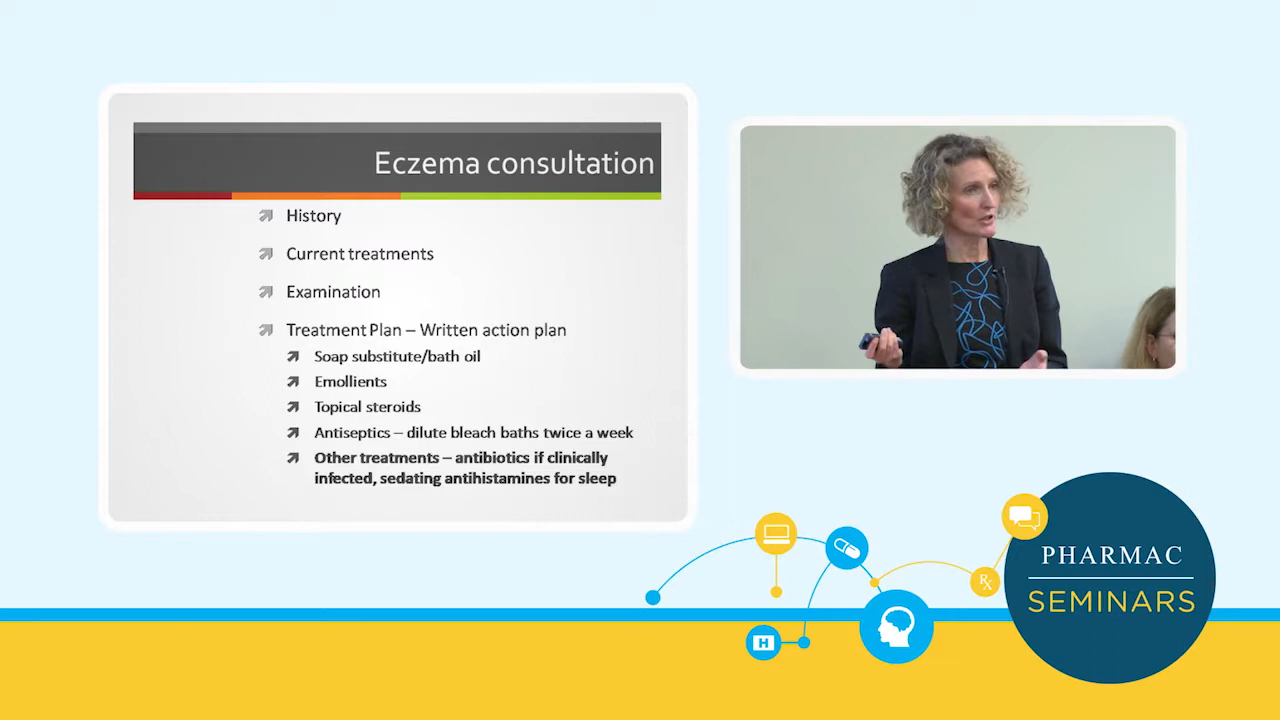 Eczema consultation
History
Current treatments
Examination
Treatment Plan – Written action plan
Soap substitute/bath oil
Emollients
Topical steroids
Antiseptics – dilute bleach baths twice a week
Other treatments – antibiotics if clinically
infected, sedating antihistamines for sleep
H
Rx
PHARMAC
SEMINARS